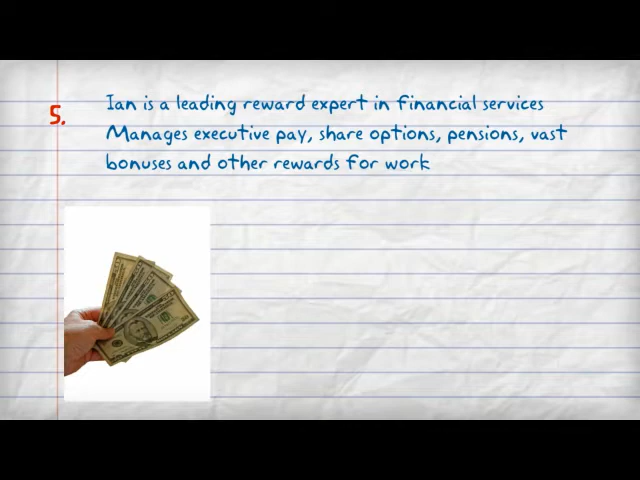 5.
Ian is a leading reward expert in financial services
Manages executive pay, share options, pensions, vast
bonuses and other rewards for work